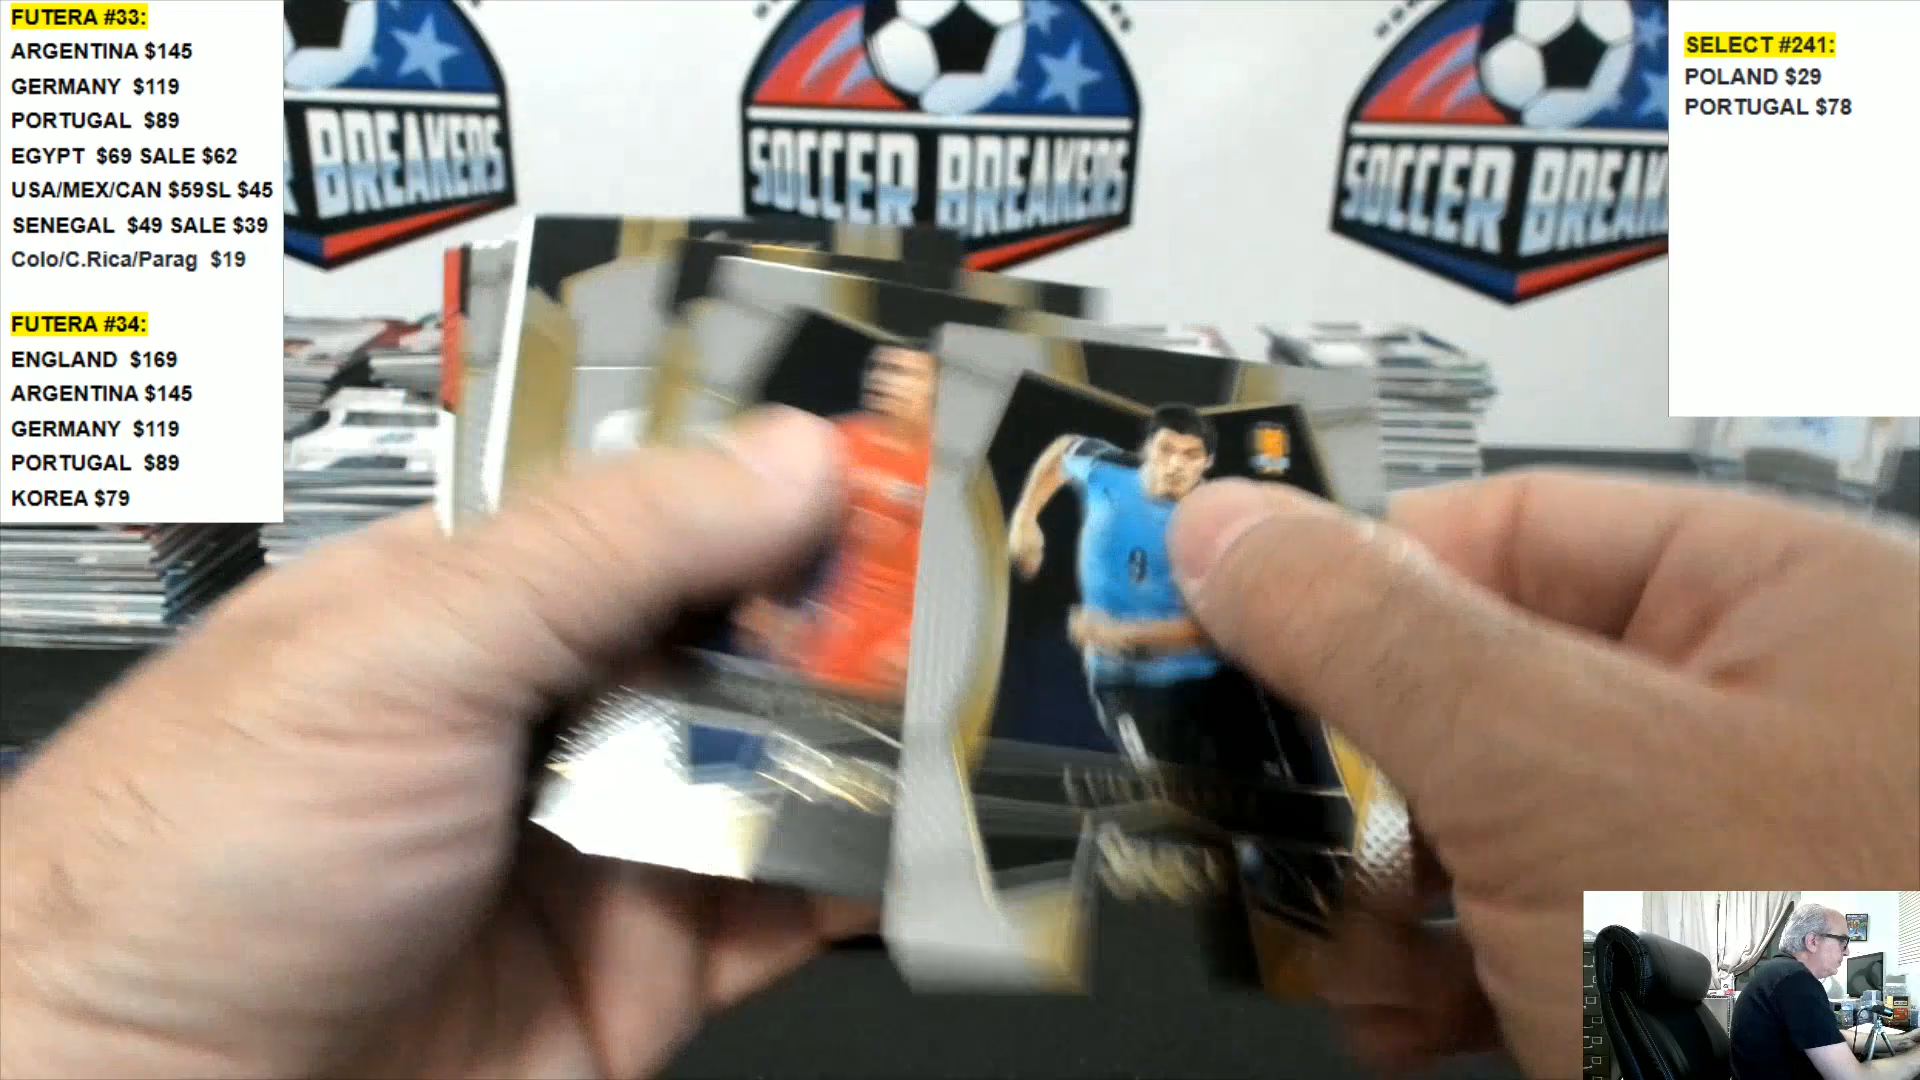 FUTERA #33:
ARGENTINA $145
GERMANY $119
PORTUGAL $89
EGYPT $69 SALE $62
USA/MEX/CAN $59SL $45
SENEGAL $49 SALE $39
Colo/C.Rica/Parag $19
FUTERA #34:
ENGLAND $169
ARGENTINA $145
GERMANY $119
PORTUGAL $89
KOREA $79
BREAKERS
SOCCER BREAKERS
SOCCER BREAK
SELECT #241:
POLAND $29
PORTUGAL $78
9